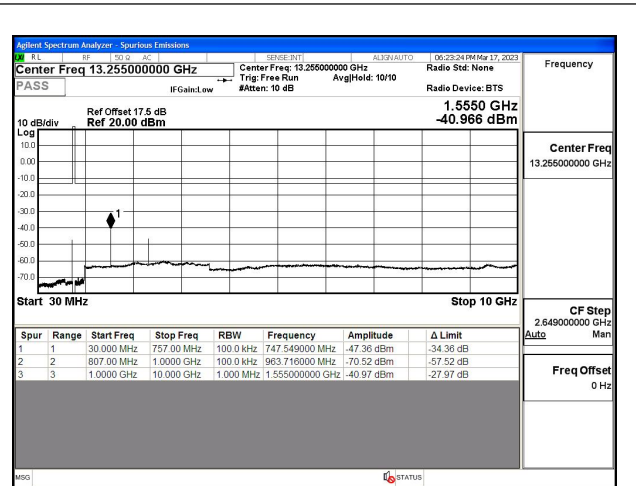 Agilent Spectrum Analyzer - Spurious Emissions
RL RF 50 Ω AC SENSE:INT ALIGN AUTO 06:23:24 PM Mar 17, 2023
Center Freq 13.255000000 GHz
Center Freq: 13.255000000 GHz
Radio Std: None
Frequency
PASS
IFGain:Low
Trig: Free Run
Avg|Hold: 10/10
#Atten: 10 dB
Radio Device: BTS
Ref Offset 17.5 dB
1.5550 GHz
10 dB/div Ref 20.00 dBm
-40.966 dBm
Log
10.0
0.00
-10.0
-20.0
-30.0
-40.0
-50.0
-60.0
-70.0
1
Start 30 MHz
Stop 10 GHz
Center Freq
13.255000000 GHz
CF Step
2.649000000 GHz
Auto Man
Freq Offset
0 Hz
Spur Range Start Freq Stop Freq RBW Frequency Amplitude Δ Limit
1 1 30.000 MHz 757.00 MHz 100.0 kHz 747.549000 MHz -47.36 dBm -34.36 dB
2 2 807.00 MHz 1.0000 GHz 100.0 kHz 963.716000 MHz -70.52 dBm -57.52 dB
3 3 1.0000 GHz 10.000 GHz 1.000 MHz 1.555000000 GHz -40.97 dBm -27.97 dB
MSG
STATUS